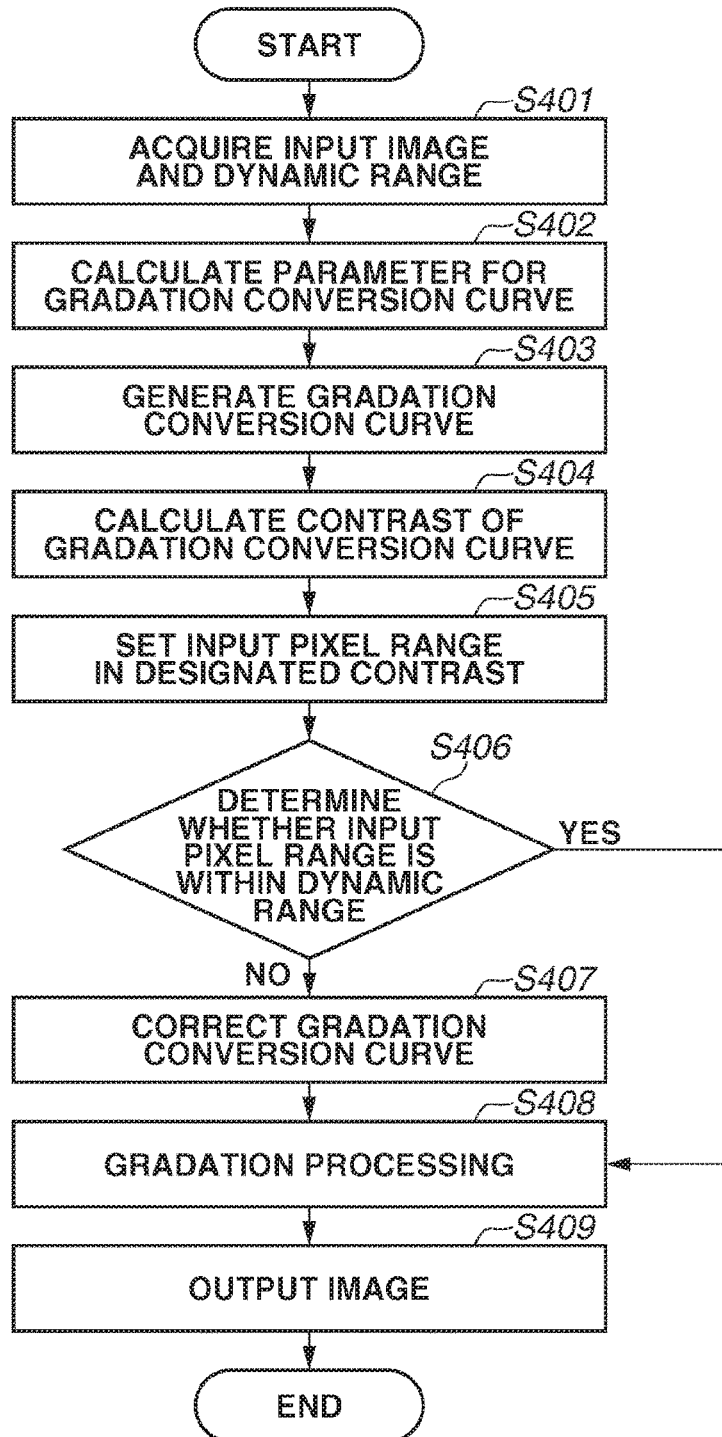 START
S401
ACQUIRE INPUT IMAGE
AND DYNAMIC RANGE
S402
CALCULATE PARAMETER FOR
GRADATION CONVERSION CURVE
S403
GENERATE GRADATION
CONVERSION CURVE
S404
CALCULATE CONTRAST OF
GRADATION CONVERSION CURVE
S405
SET INPUT PIXEL RANGE
IN DESIGNATED CONTRAST
S406
DETERMINE
WHETHER INPUT
PIXEL RANGE IS
WITHIN DYNAMIC
RANGE
YES
NO
S407
CORRECT GRADATION
CONVERSION CURVE
S408
GRADATION PROCESSING
S409
OUTPUT IMAGE
END